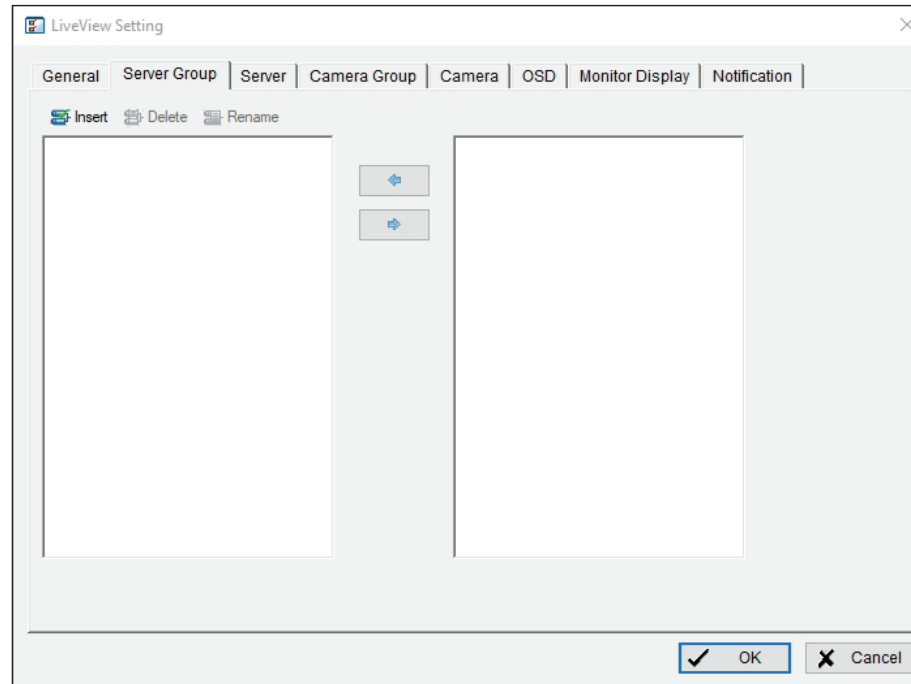 LiveView Setting
General Server Group Server Camera Group Camera OSD Monitor Display Notification
Insert Delete Rename
OK Cancel